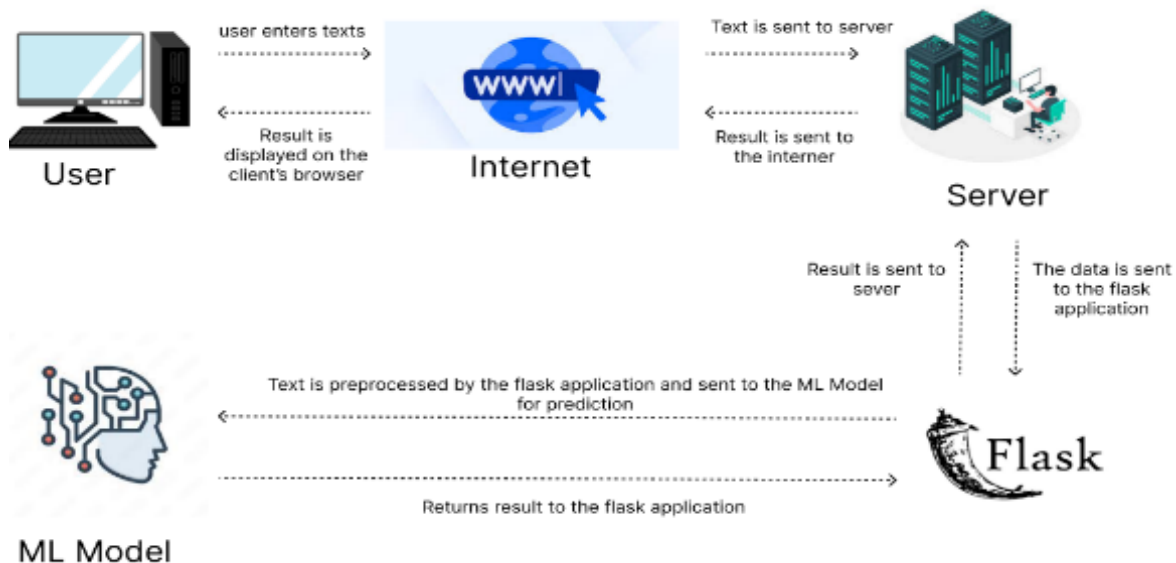 user enters texts
Text is sent to server
www
Result is
displayed on the
client's browser
Result is sent to
the interner
User
Internet
Server
Result is sent to
sever
The data is sent
to the flask
application
Text is preprocessed by the flask application and sent to the ML Model
for prediction
Flask
Returns result to the flask application
ML Model